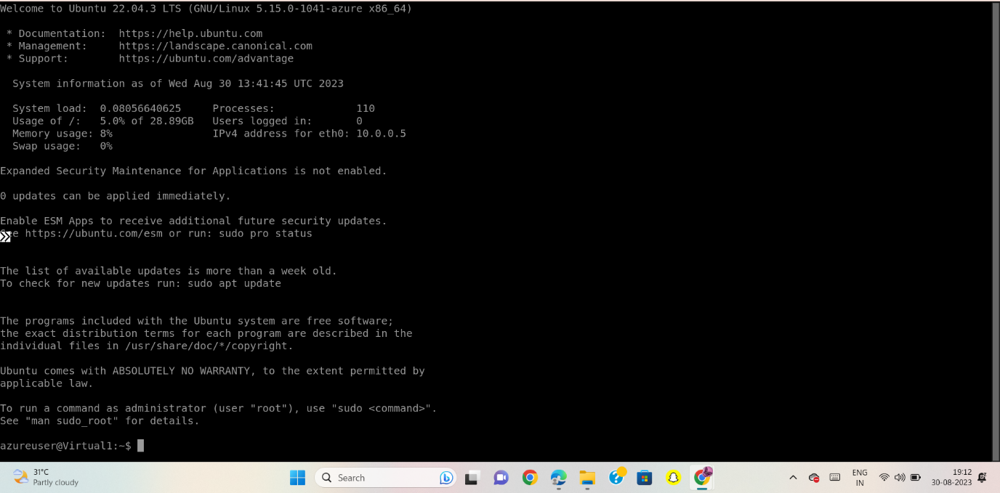 Welcome to Ubuntu 22.04.3 LTS (GNU/Linux 5.15.0-1041-azure x86_64)
* Documentation: https://help.ubuntu.com
* Management: https://landscape.canonical.com
* Support: https://ubuntu.com/advantage
System information as of Wed Aug 30 13:41:45 UTC 2023
System load: 0.08056640625 Processes: 110
Usage of /: 5.0% of 28.89GB Users logged in: 0
Memory usage: 8% IPv4 address for eth0: 10.0.0.5
Swap usage: 0%
Expanded Security Maintenance for Applications is not enabled.
0 updates can be applied immediately.
Enable ESM Apps to receive additional future security updates.
See https://ubuntu.com/esm or run: sudo pro status
The list of available updates is more than a week old.
To check for new updates run: sudo apt update
The programs included with the Ubuntu system are free software;
the exact distribution terms for each program are described in the
individual files in /usr/share/doc/*/copyright.
Ubuntu comes with ABSOLUTELY NO WARRANTY, to the extent permitted by
applicable law.
To run a command as administrator (user "root"), use "sudo <command>".
See "man sudo_root" for details.
azureuser@Virtual1:~$
31°C
Partly cloudy
Search
ENG
IN
19:12
30-08-2023